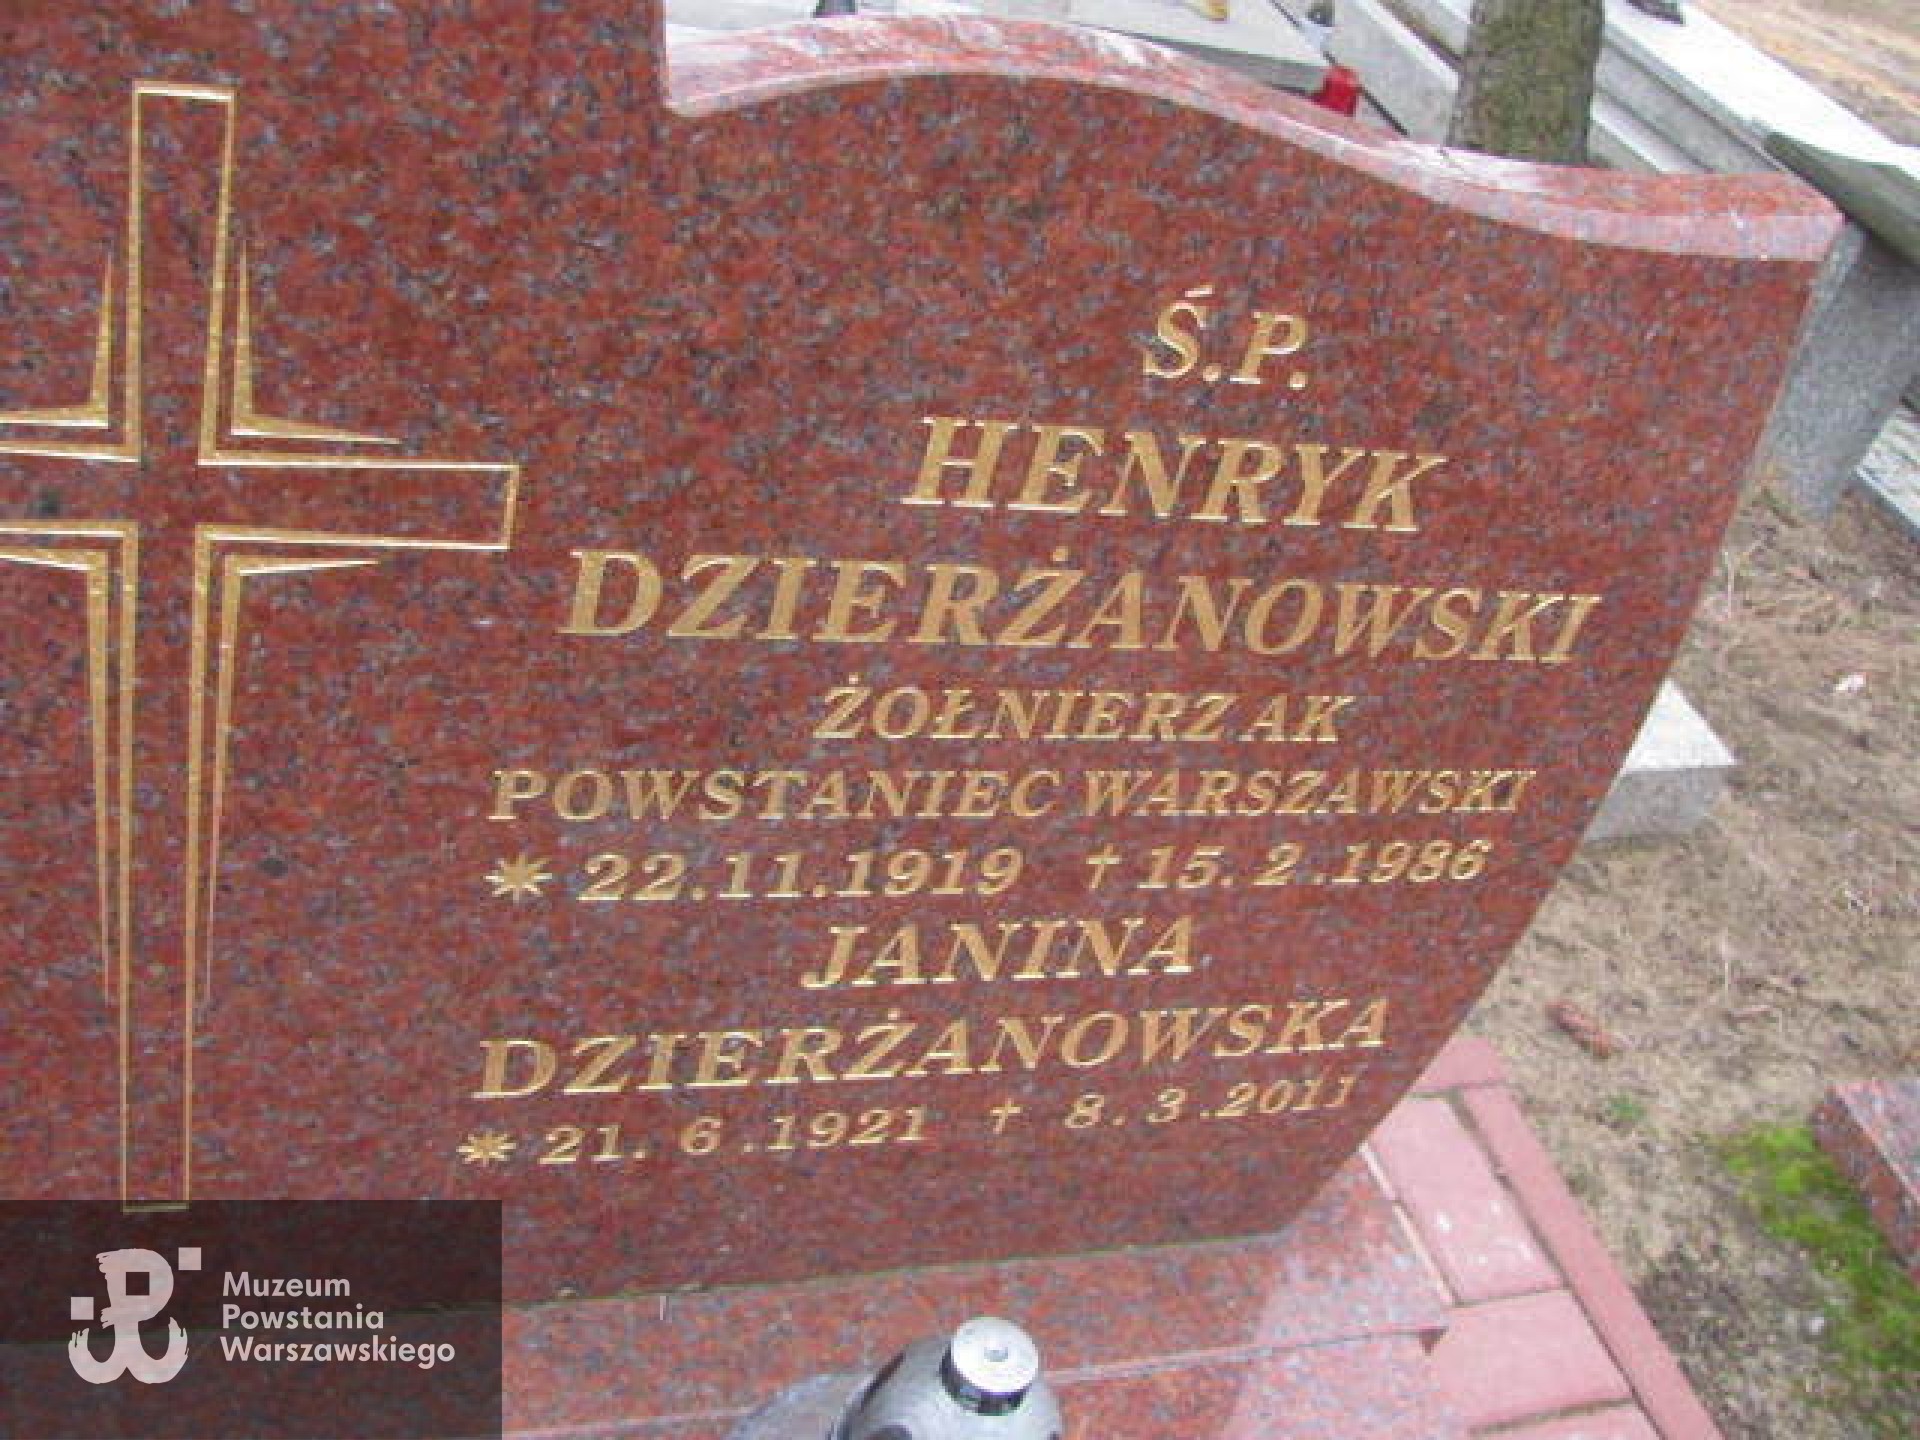 Ś.P.
HENRYK
DZIERŻANOWSKI
ŻOŁNIERZ AK
POWSTANIEC WARSZAWSKI
* 22.11.1919 † 15.2.1986
JANINA
DZIERŻANOWSKA
* 21.6.1921 † 8.3.2011
Muzeum
Powstania
Warszawskiego